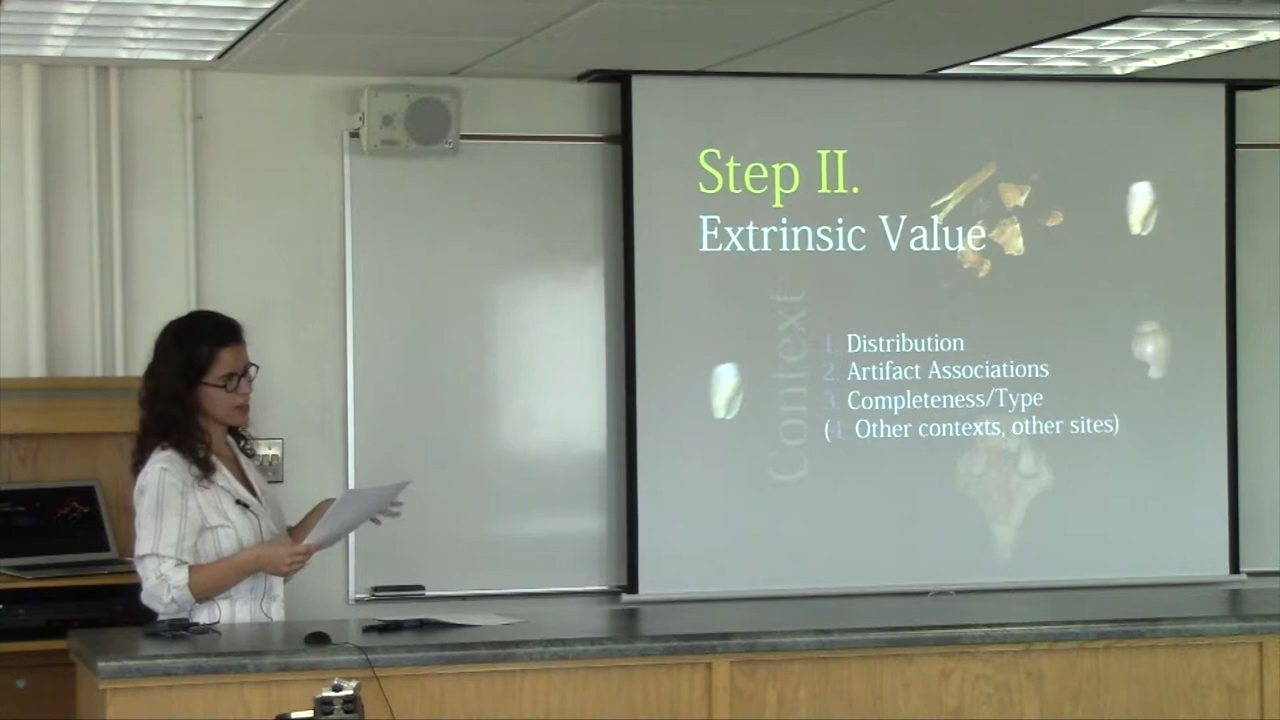 Step II.
Extrinsic Value
Context
1. Distribution
2. Artifact Associations
3. Completeness/Type
(4. Other contexts, other sites)